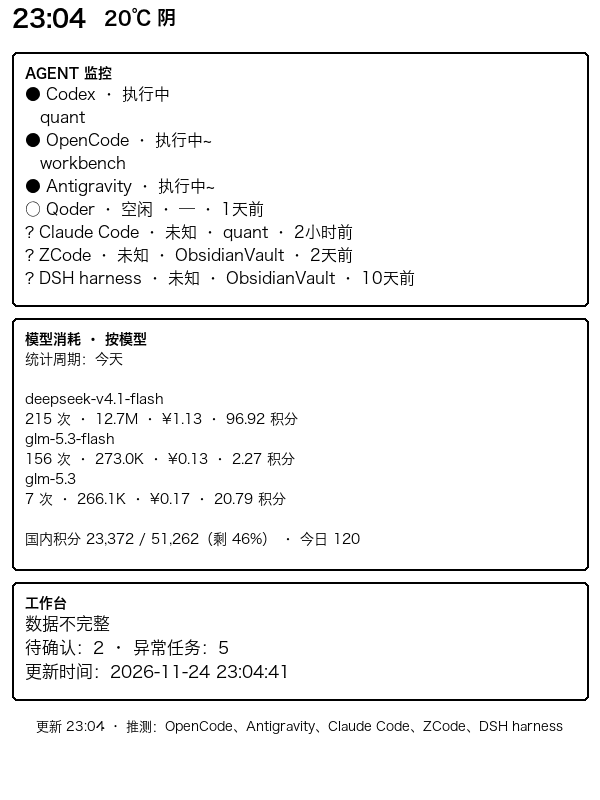 23:04 20℃ 阴
AGENT 监控
● Codex · 执行中
quant
● OpenCode · 执行中~
workbench
● Antigravity · 执行中~
○ Qoder · 空闲 · — · 1天前
? Claude Code · 未知 · quant · 2小时前
? ZCode · 未知 · ObsidianVault · 2天前
? DSH harness · 未知 · ObsidianVault · 10天前
模型消耗 · 按模型
统计周期：今天
deepseek-v4.1-flash
215 次 · 12.7M · ¥1.13 · 96.92 积分
glm-5.3-flash
156 次 · 273.0K · ¥0.13 · 2.27 积分
glm-5.3
7 次 · 266.1K · ¥0.17 · 20.79 积分
国内积分 23,372 / 51,262（剩 46%） · 今日 120
工作台
数据不完整
待确认：2 · 异常任务：5
更新时间：2026-11-24 23:04:41
更新 23:04 · 推测：OpenCode、Antigravity、Claude Code、ZCode、DSH harness